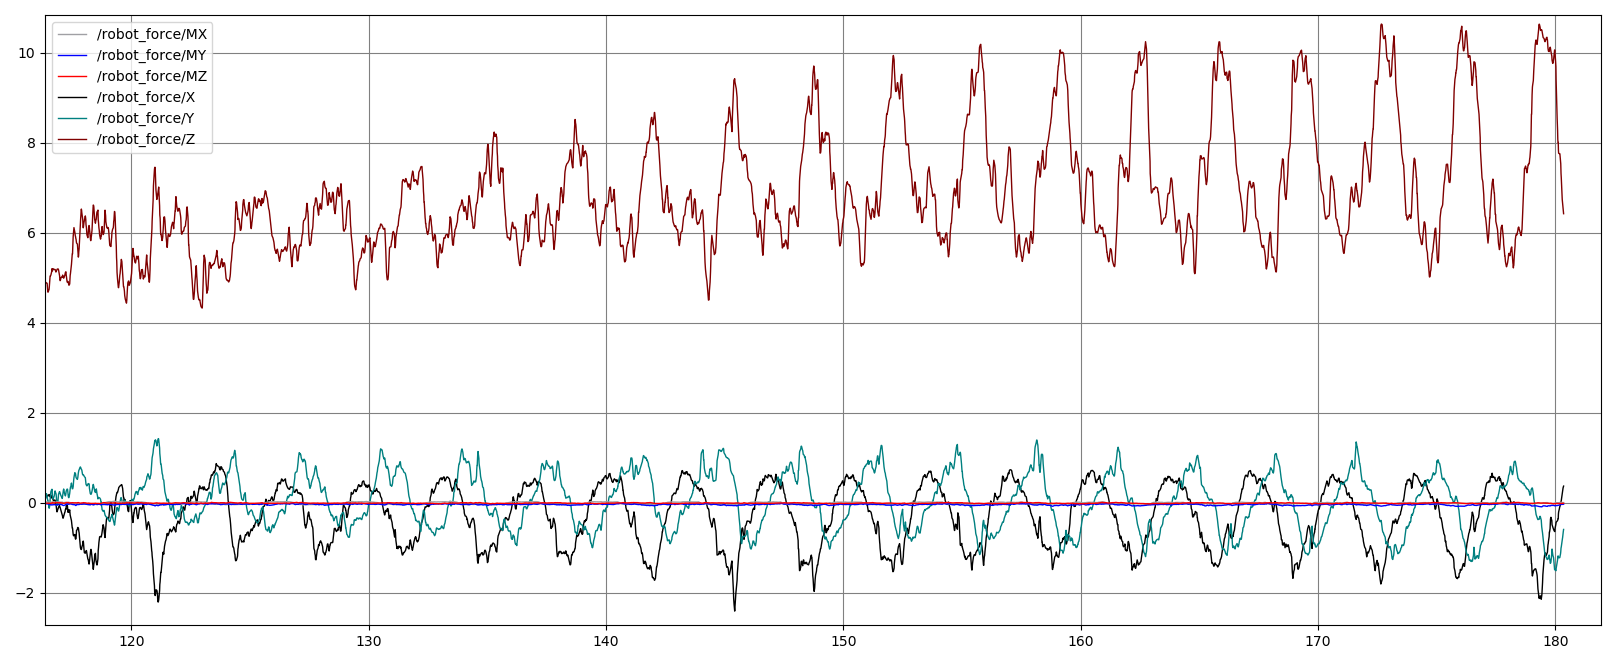 /robot_force/MX
/robot_force/MY
/robot_force/MZ
/robot_force/X
/robot_force/Y
/robot_force/Z
10
8
6
4
2
0
−2
120 130 140 150 160 170 180